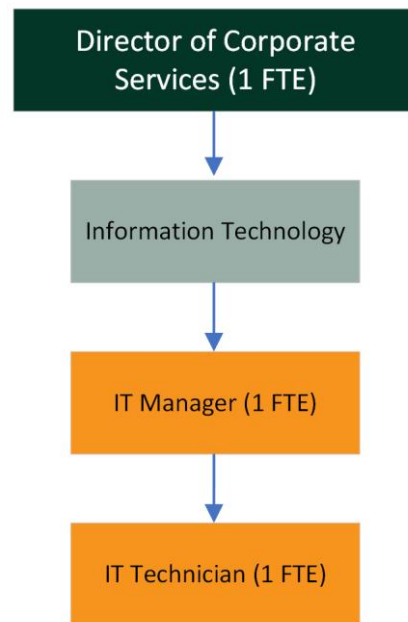 Director of Corporate
Services (1 FTE)
Information Technology
IT Manager (1 FTE)
IT Technician (1 FTE)